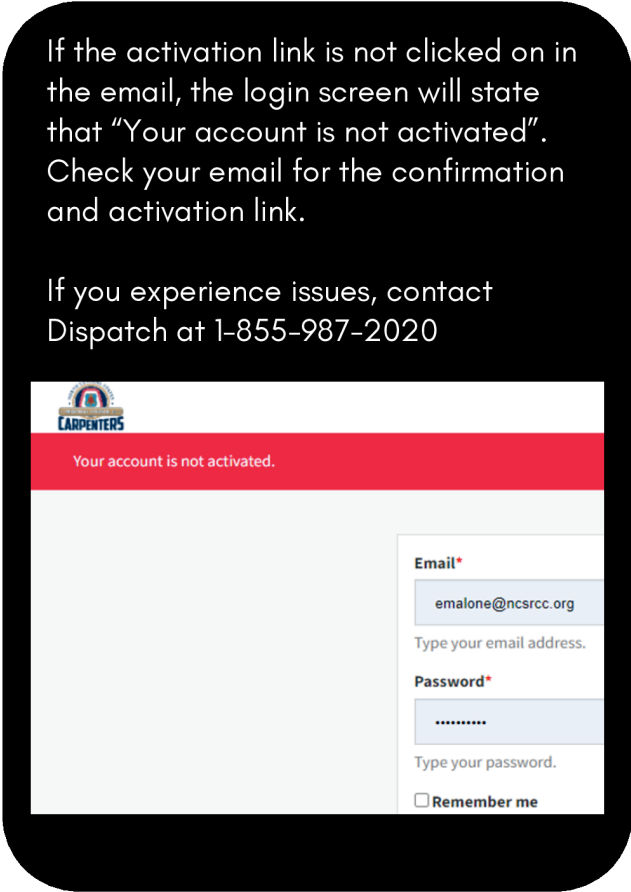 If the activation link is not clicked on in
the email, the login screen will state
that “Your account is not activated”.
Check your email for the confirmation
and activation link.
If you experience issues, contact
Dispatch at 1-855-987-2020
CARPENTERS
Your account is not activated.
Email*
emalone@ncsrcc.org
Type your email address.
Password*
••••••••••
Type your password.
Remember me